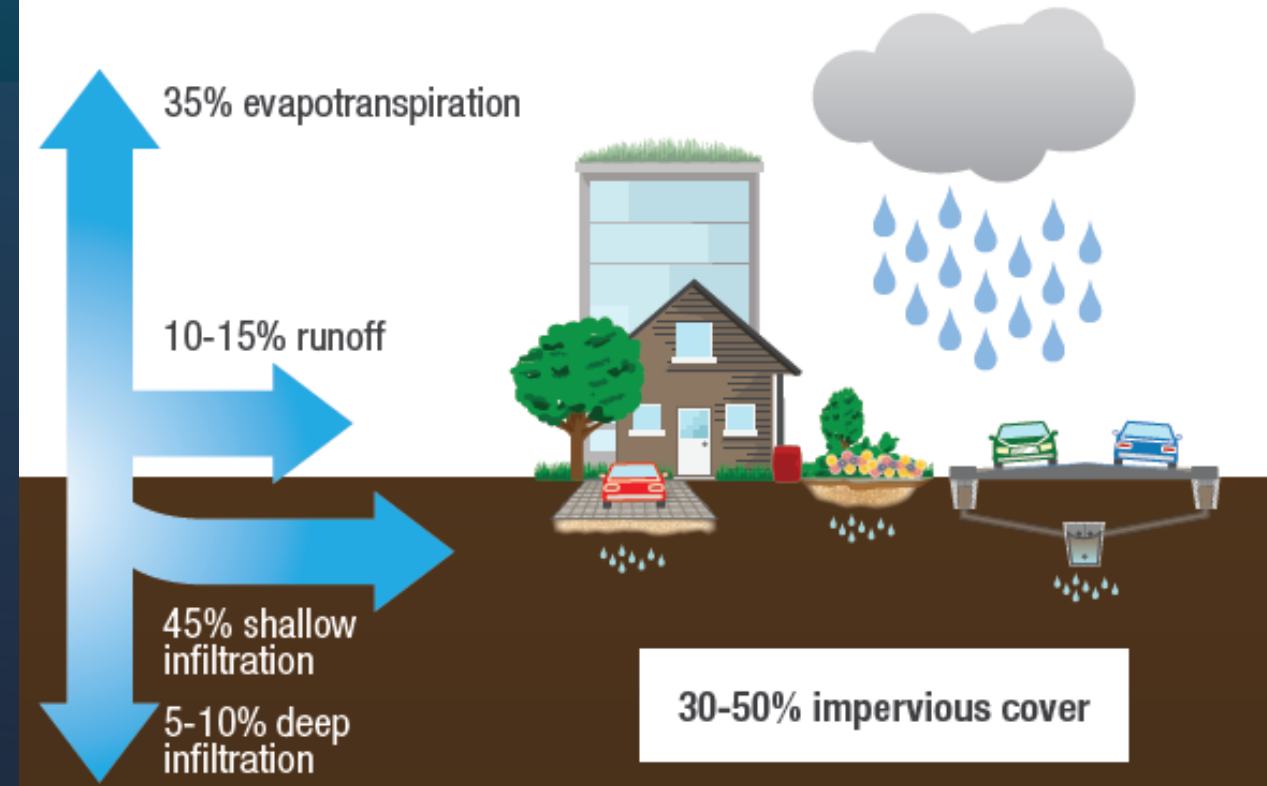 35% evapotranspiration
10-15% runoff
45% shallow
infiltration
5-10% deep
infiltration
30-50% impervious cover